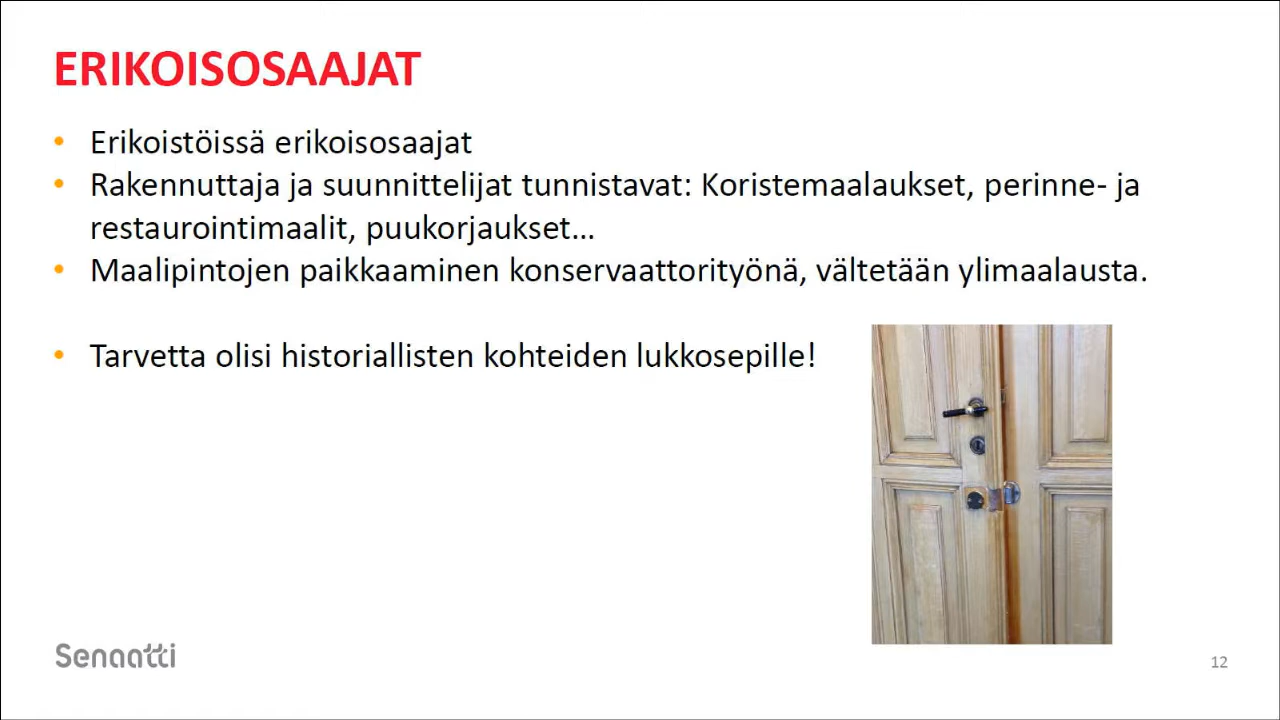 ERIKOISOSAAJAT
• Erikoistöissä erikoisosaajat
• Rakennuttaja ja suunnittelijat tunnistavat: Koristemaalaukset, perinne- ja
restaurointimaalit, puukorjaukset...
• Maalipintojen paikkaaminen konservaattorityönä, vältetään ylimaalausta.
• Tarvetta olisi historiallisten kohteiden lukkosepille!
Senaatti
12